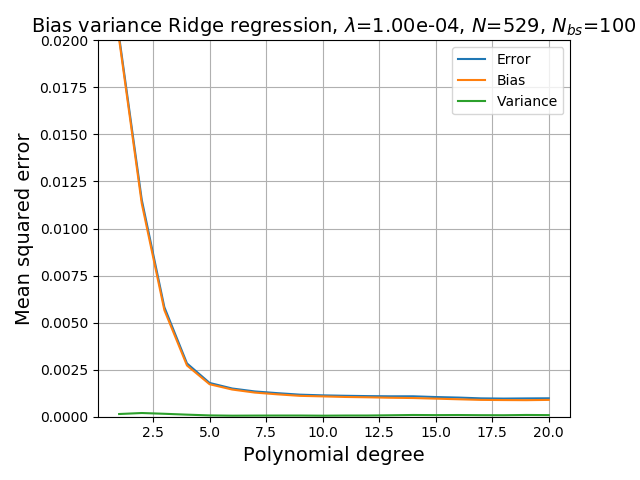 Bias variance Ridge regression, λ=1.00e-04, N=529, N_bs=100
0.0200
0.0175
0.0150
0.0125
0.0100
0.0075
0.0050
0.0025
0.0000
Mean squared error
Error
Bias
Variance
2.5 5.0 7.5 10.0 12.5 15.0 17.5 20.0
Polynomial degree